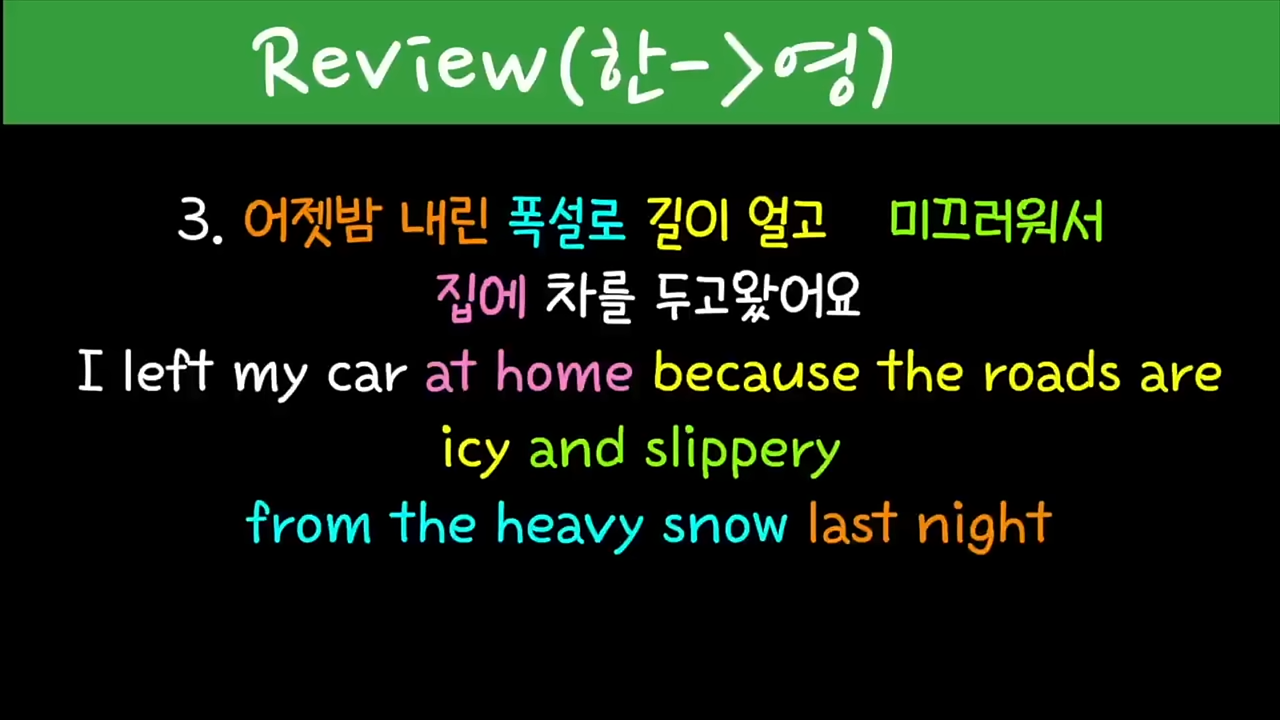 Review(한->영)
3. 어젯밤 내린 폭설로 길이 얼고 미끄러워서
집에 차를 두고왔어요
I left my car at home because the roads are
icy and slippery
from the heavy snow last night